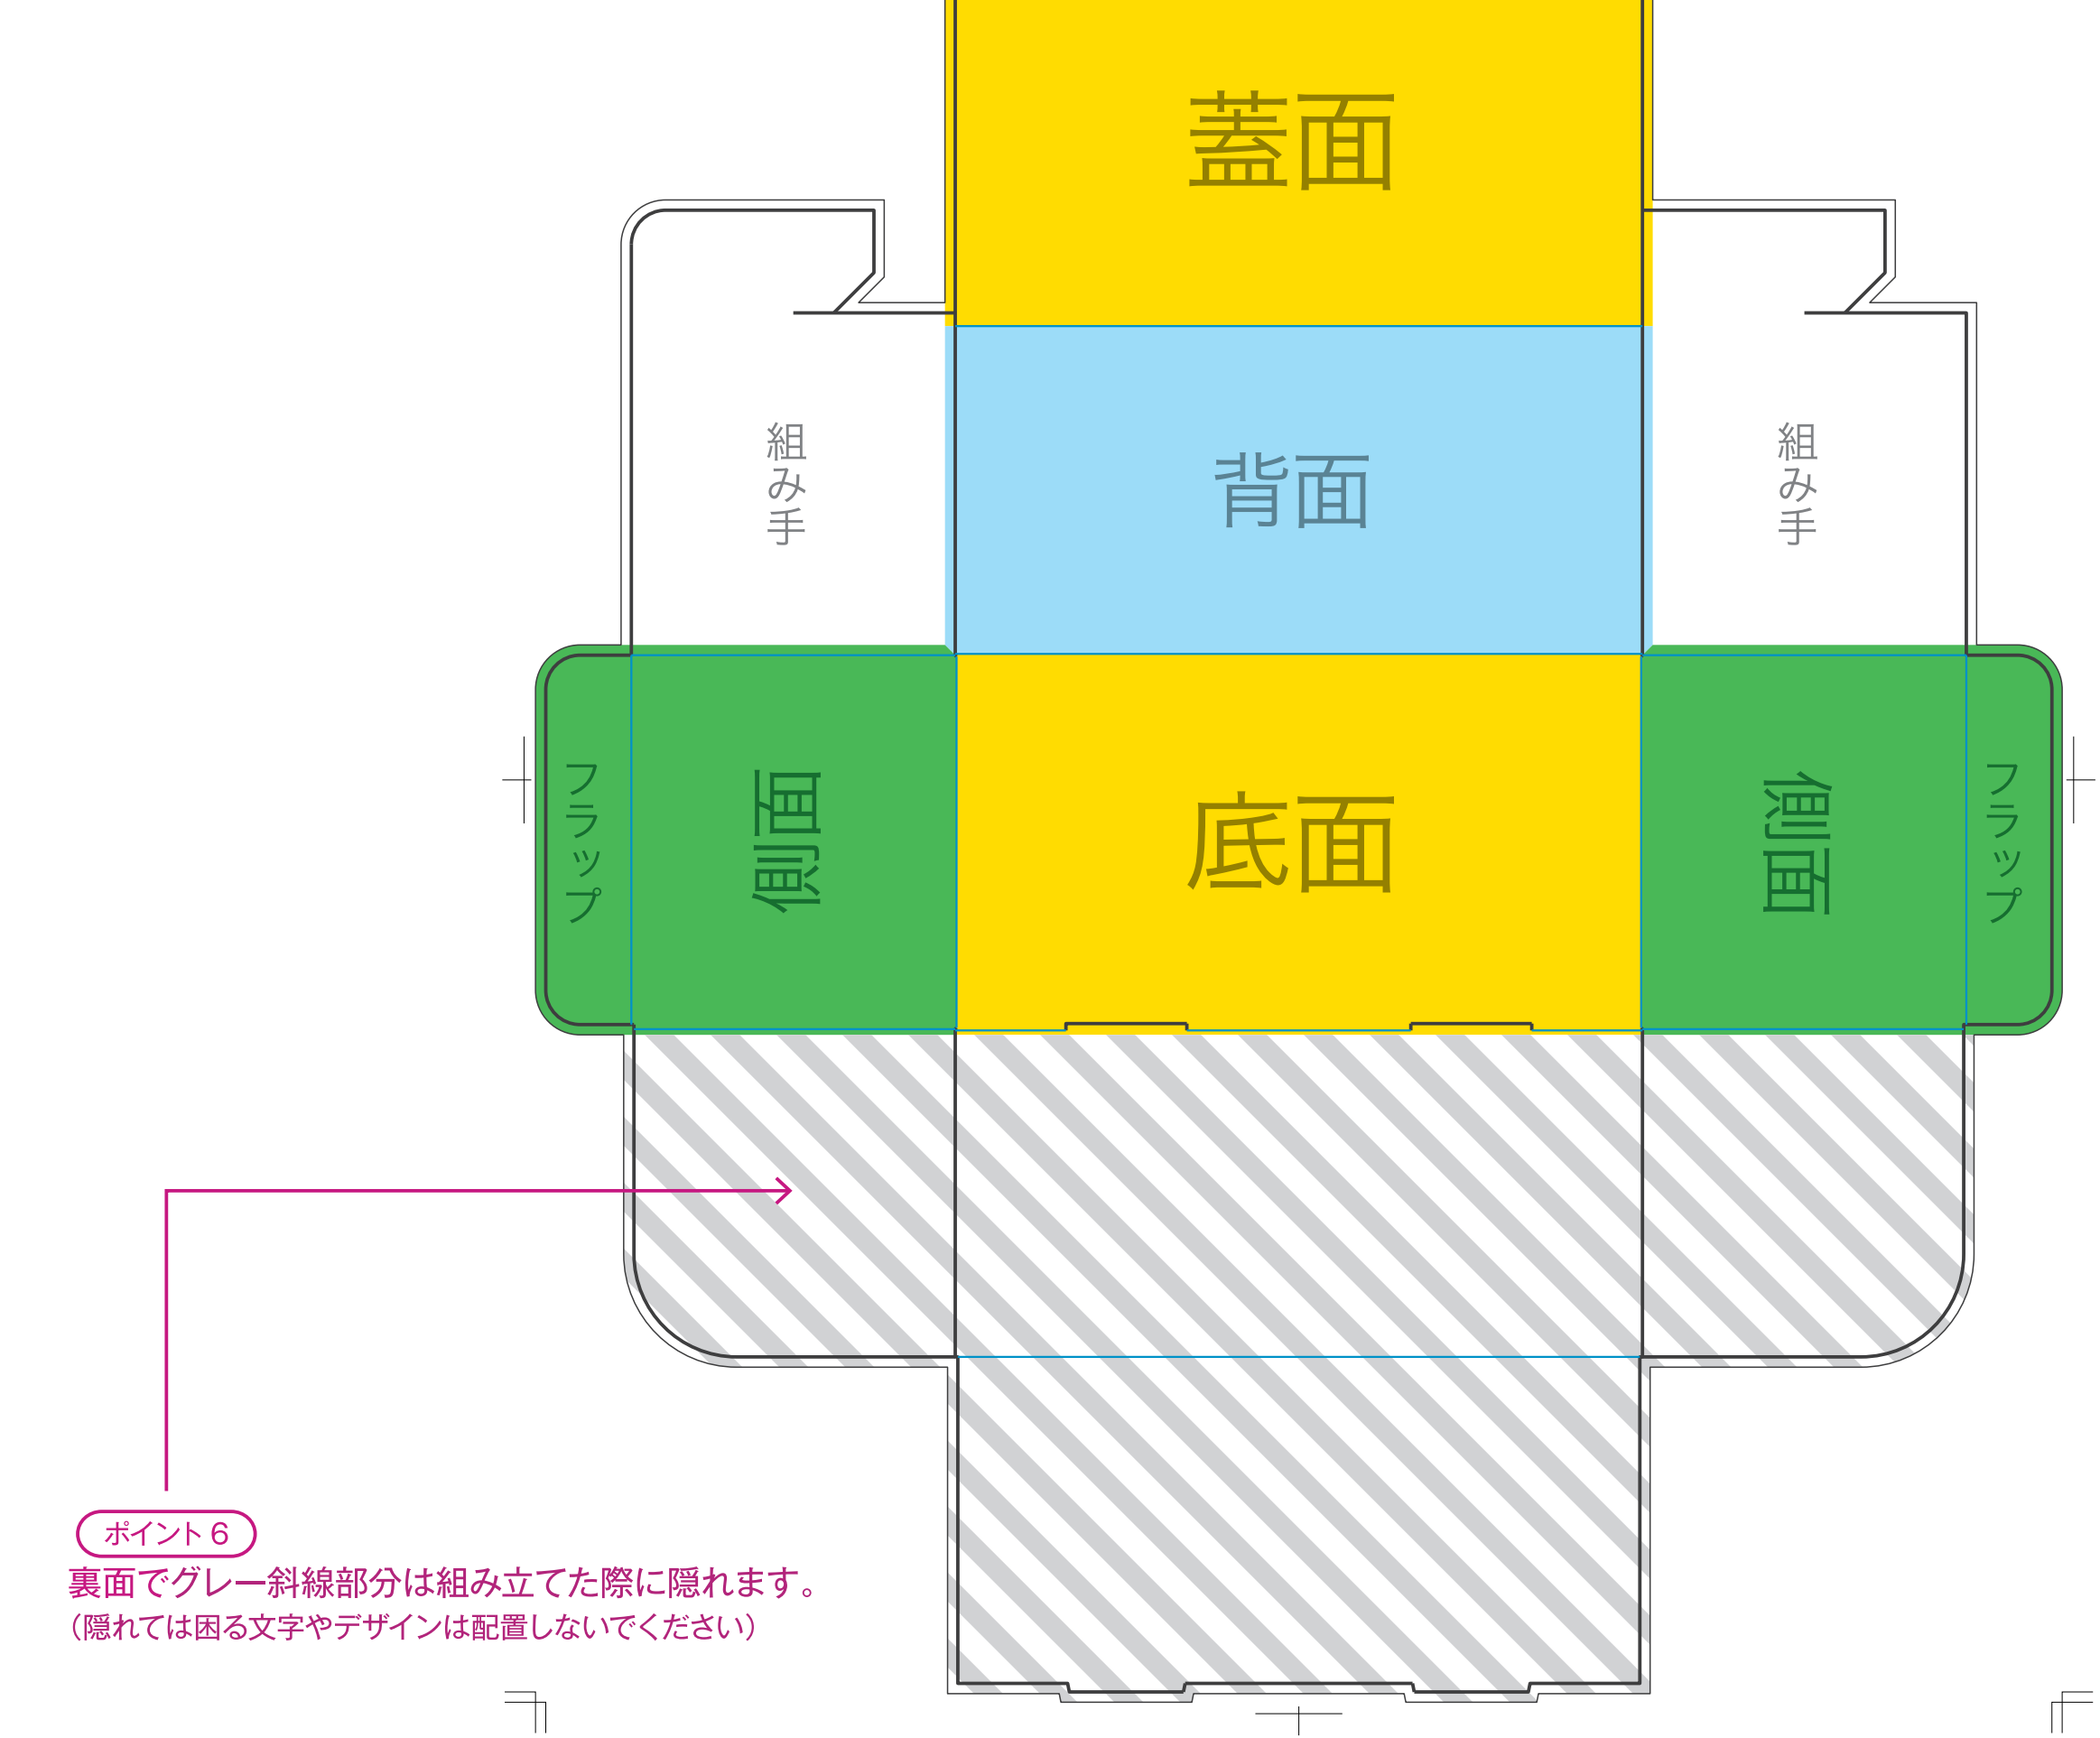 蓋面
組み手
背面
組み手
フラップ
側面
底面
側面
フラップ
ポイント 6
裏面でグレー斜線部分は組み立てた際に隠れます。
（隠れては困る文字やデザインは配置しないでください）